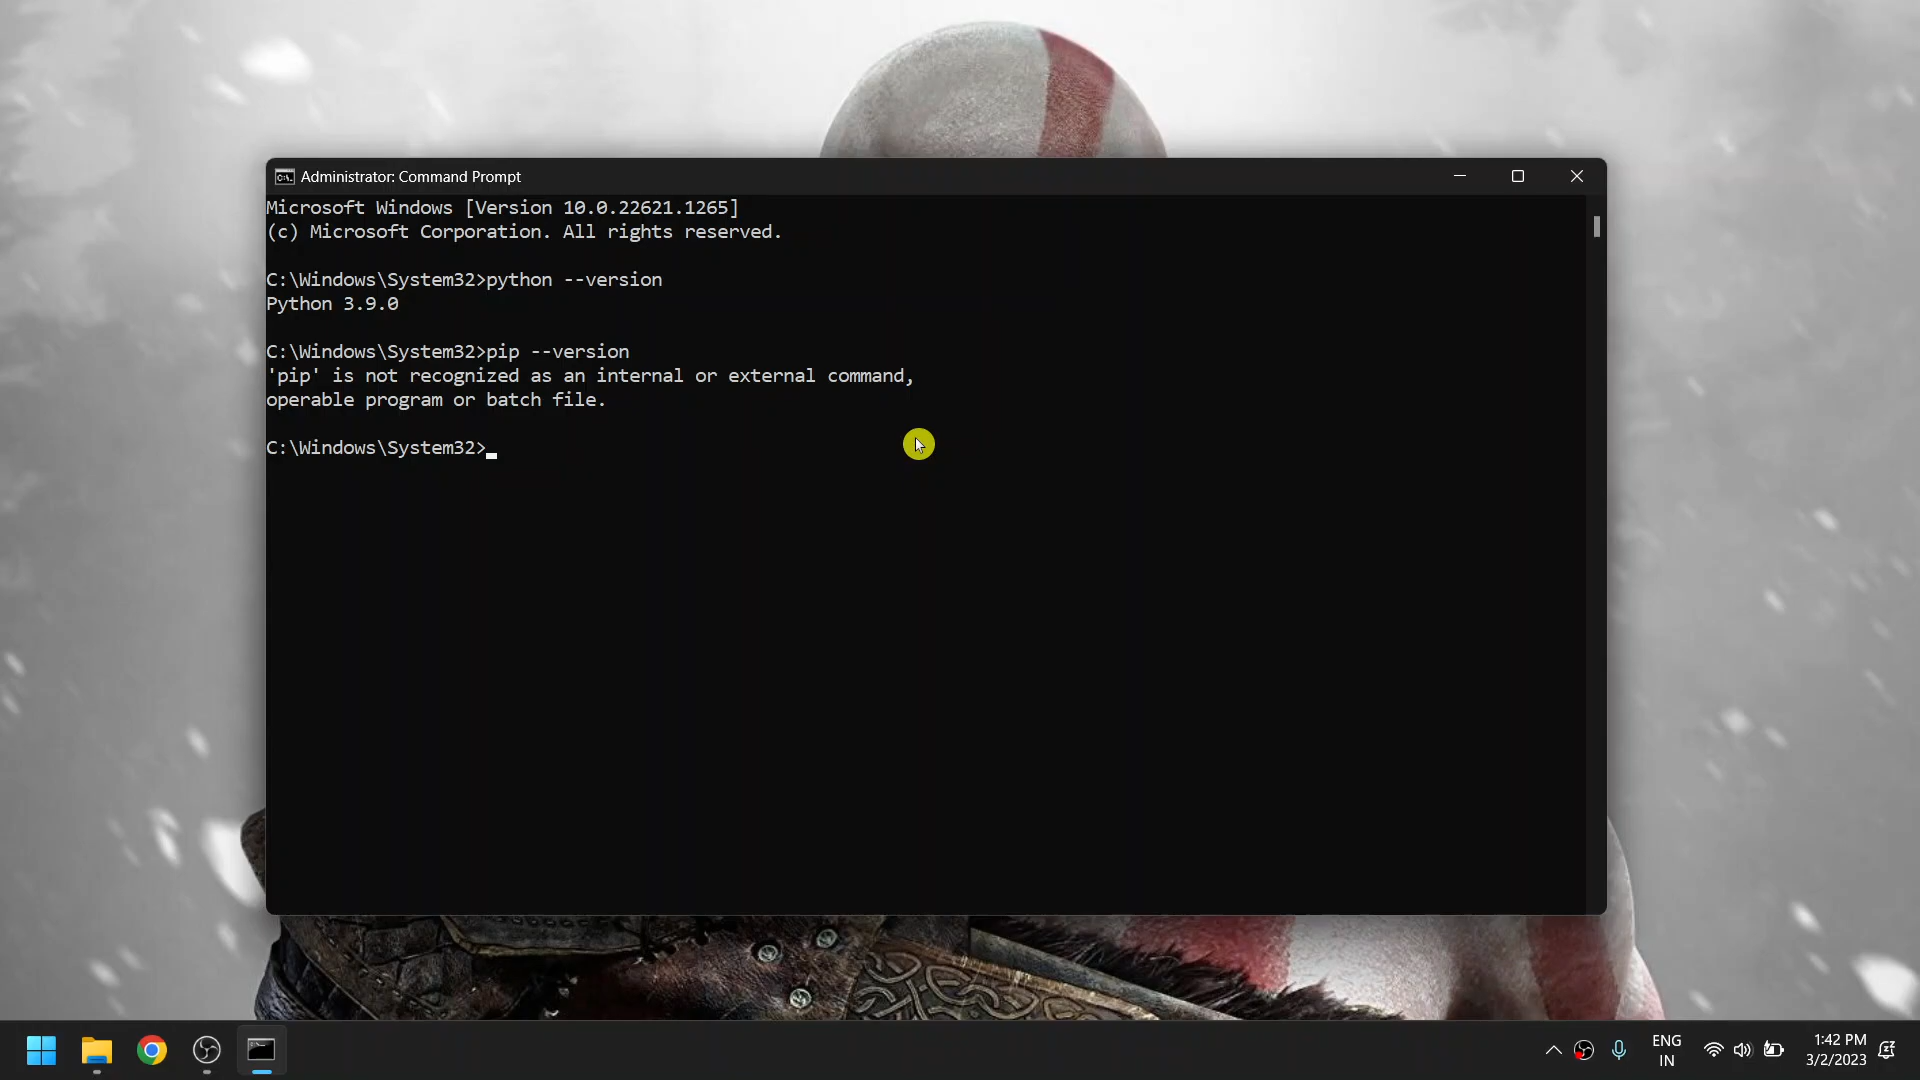 Administrator: Command Prompt
Microsoft Windows [Version 10.0.22621.1265]
(c) Microsoft Corporation. All rights reserved.
C:\Windows\System32>python --version
Python 3.9.0
C:\Windows\System32>pip --version
'pip' is not recognized as an internal or external command,
operable program or batch file.
C:\Windows\System32>
ENG
IN
1:42 PM
3/2/2023